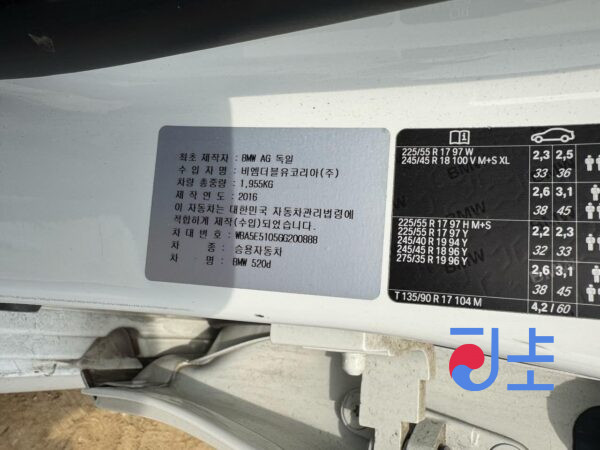 최초 제작자 : BMW AG 독일
수 입 자 명 : 비엠더블유코리아(주)
차량 총중량 : 1,955KG
제 작 연 도 : 2016
이 자동차는 대한민국 자동차관리법령에
적합하게 제작(수입)되었습니다.
차 대 번 호 : WBA5E5105GG200888
차 종 : 승용자동차
차 명 : BMW 520d
225/55 R 17 97 W
245/45 R 18 100 V M+S XL
2,3 2,5
33 36
2,6 3,1
38 45
225/55 R 17 97 H M+S
225/55 R 17 97 Y
245/40 R 19 94 Y
245/45 R 18 96 Y
275/35 R 19 96 Y
2,2 2,3
32 33
2,6 3,1
38 45
T 135/90 R 17 104 M
4,2 / 60